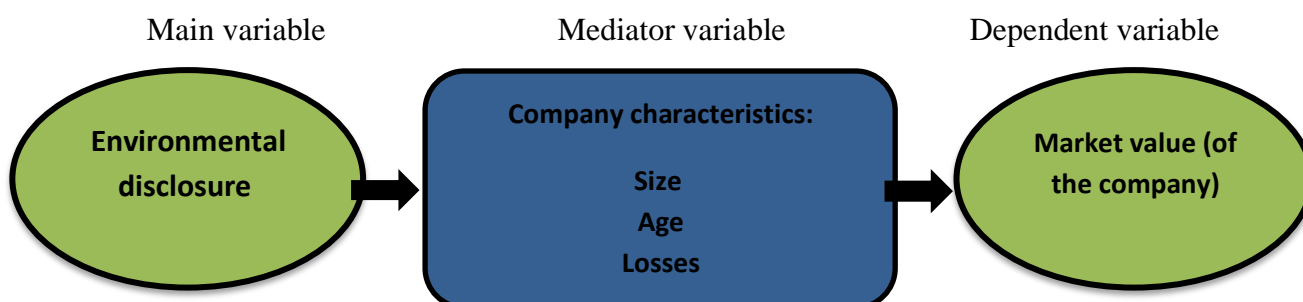 Main variable
Mediator variable
Dependent variable
Environmental
disclosure
Company characteristics:
Size
Age
Losses
Market value (of
the company)